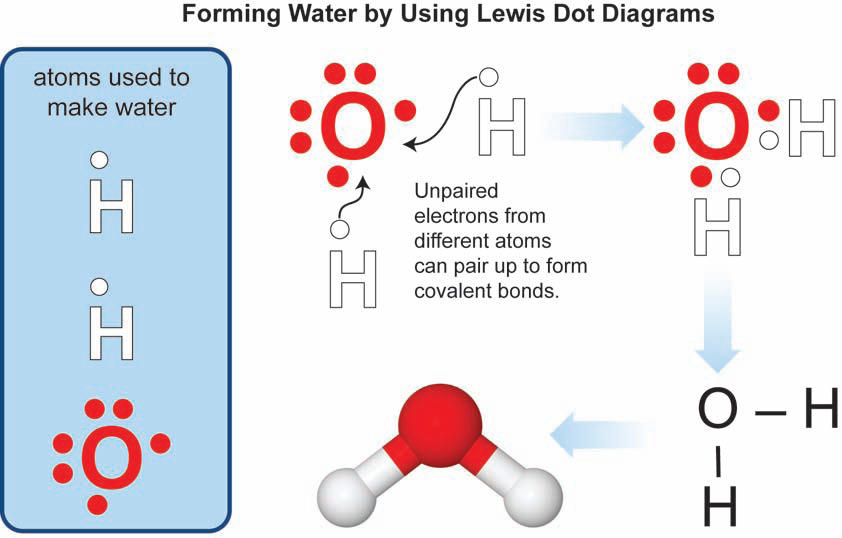 Forming Water by Using Lewis Dot Diagrams
atoms used to
make water
H
H
O
O
H
H
Unpaired
electrons from
different atoms
can pair up to form
covalent bonds.
O H
H
O – H
|
H